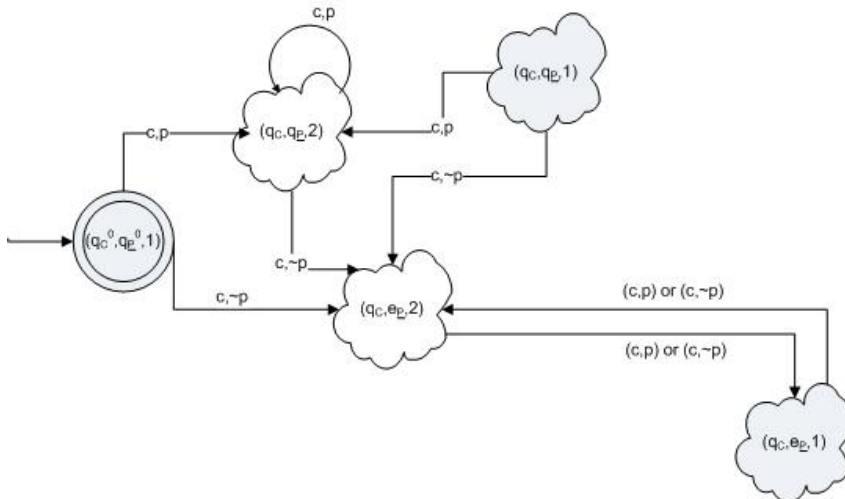 c,p
(q_C,q_P,1)
(q_C,q_P,2)
c,p
c,p
c,~p
(q_C^0,q_P^0,1)
c,~p
(c,p) or (c,~p)
c,~p
(q_C,e_P,2)
(c,p) or (c,~p)
(q_C,e_P,1)